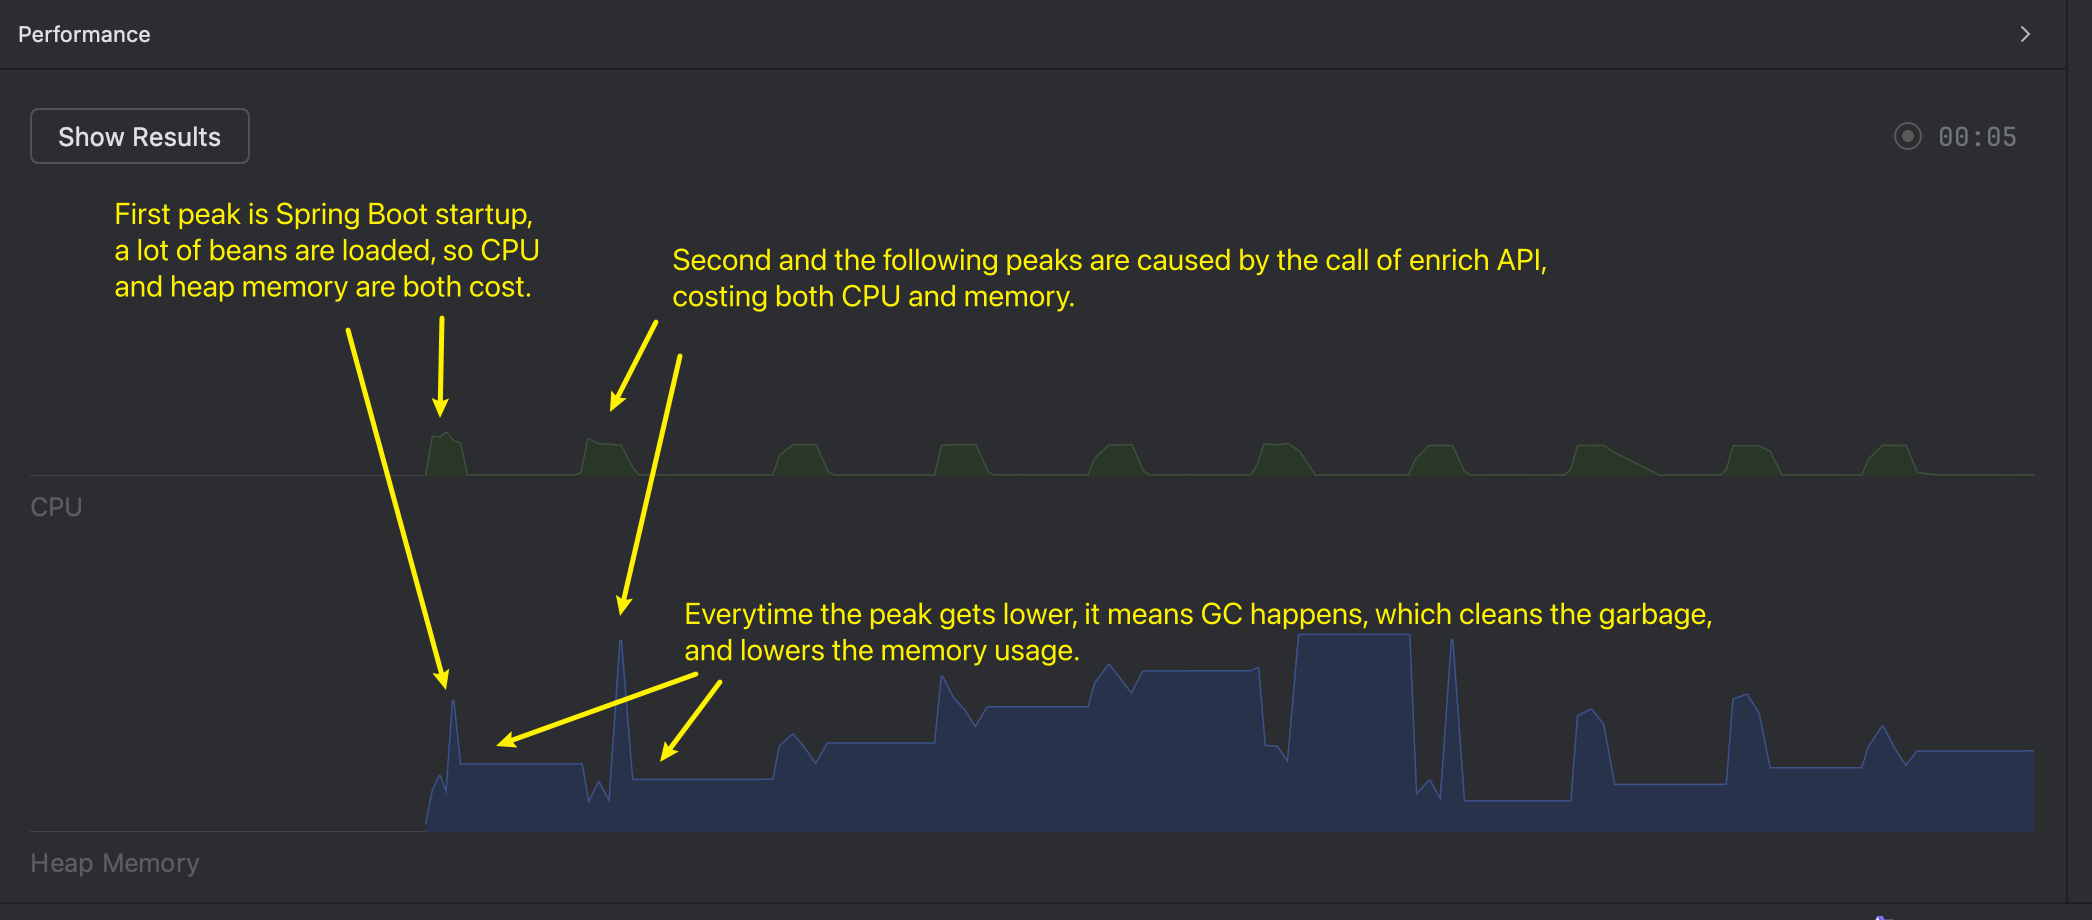 Performance
Show Results
00:05
First peak is Spring Boot startup,
a lot of beans are loaded, so CPU
and heap memory are both cost.
Second and the following peaks are caused by the call of enrich API,
costing both CPU and memory.
CPU
Everytime the peak gets lower, it means GC happens, which cleans the garbage,
and lowers the memory usage.
Heap Memory